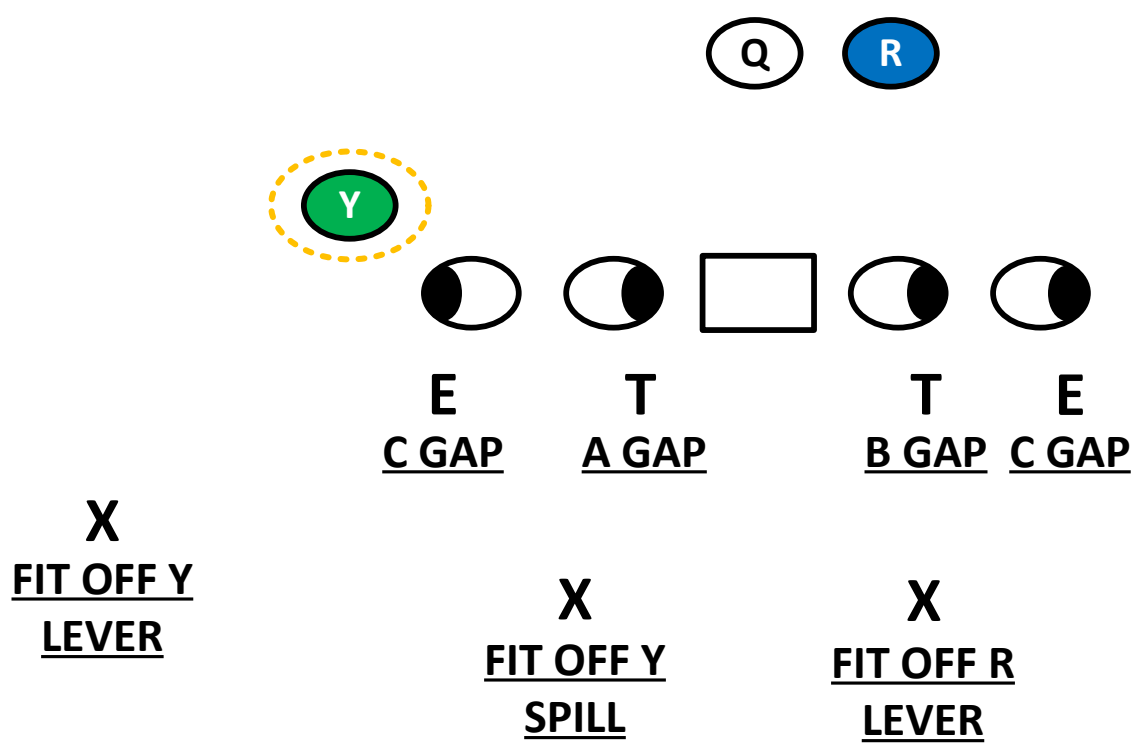 Q R
Y
E T T E
C GAP A GAP B GAP C GAP
X
FIT OFF Y
LEVER
X
FIT OFF Y
SPILL
X
FIT OFF R
LEVER